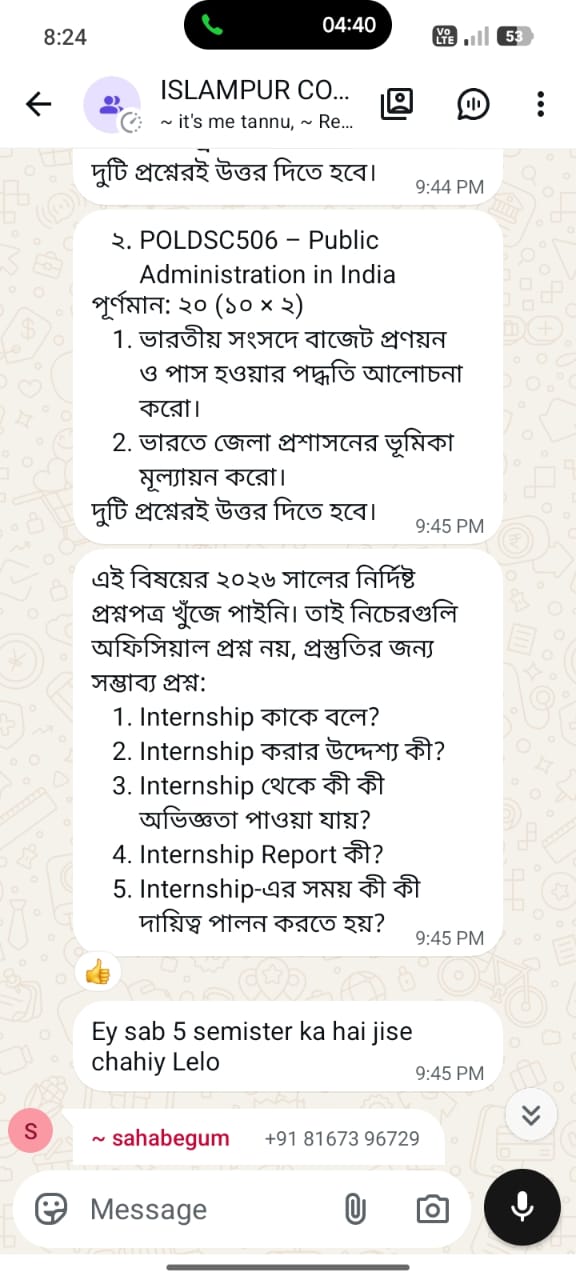 8:24
04:40
Vo
LTE
53
ISLAMPUR CO...
~ it's me tannu, ~ Re...
দুটি প্রশ্নেরই উত্তর দিতে হবে।
9:44 PM
২. POLDSC506 – Public
Administration in India
পূর্ণমান: ২০ (১০ × ২)
1. ভারতীয় সংসদে বাজেট প্রণয়ন
ও পাস হওয়ার পদ্ধতি আলোচনা
করো।
2. ভারতে জেলা প্রশাসনের ভূমিকা
মূল্যায়ন করো।
দুটি প্রশ্নেরই উত্তর দিতে হবে।
9:45 PM
এই বিষয়ের ২০২৬ সালের নির্দিষ্ট
প্রশ্নপত্র খুঁজে পাইনি। তাই নিচেরগুলি
অফিসিয়াল প্রশ্ন নয়, প্রস্তুতির জন্য
সম্ভাব্য প্রশ্ন:
1. Internship কাকে বলে?
2. Internship করার উদ্দেশ্য কী?
3. Internship থেকে কী কী
অভিজ্ঞতা পাওয়া যায়?
4. Internship Report কী?
5. Internship-এর সময় কী কী
দায়িত্ব পালন করতে হয়?
9:45 PM
Ey sab 5 semister ka hai jise
chahiy Lelo
9:45 PM
S
~ sahabegum +91 81673 96729
Message